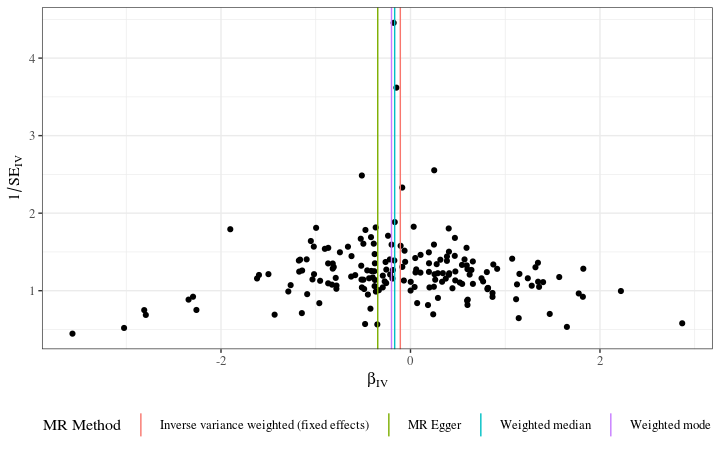 4
3
2
1
1/SE_IV
-2 0 2
β_IV
MR Method Inverse variance weighted (fixed effects) MR Egger Weighted median Weighted mode